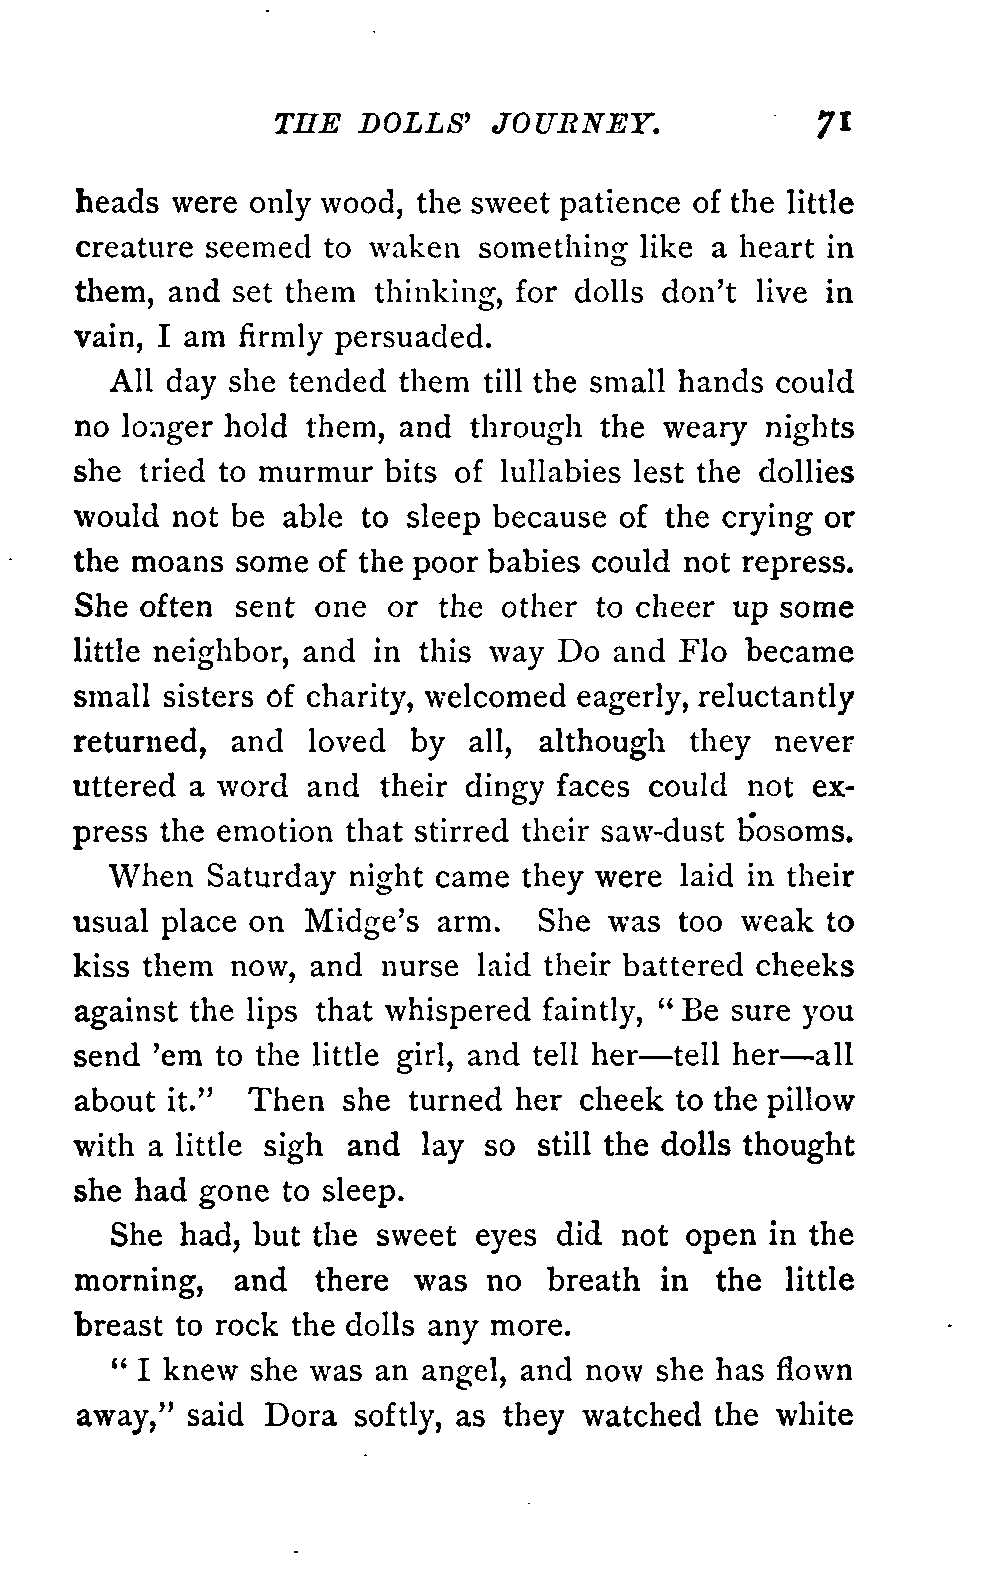 THE DOLLS' JOURNEY. 71
heads were only wood, the sweet patience of the little
creature seemed to waken something like a heart in
them, and set them thinking, for dolls don't live in
vain, I am firmly persuaded.
All day she tended them till the small hands could
no longer hold them, and through the weary nights
she tried to murmur bits of lullabies lest the dollies
would not be able to sleep because of the crying or
the moans some of the poor babies could not repress.
She often sent one or the other to cheer up some
little neighbor, and in this way Do and Flo became
small sisters of charity, welcomed eagerly, reluctantly
returned, and loved by all, although they never
uttered a word and their dingy faces could not ex-
press the emotion that stirred their saw-dust bosoms.
When Saturday night came they were laid in their
usual place on Midge's arm. She was too weak to
kiss them now, and nurse laid their battered cheeks
against the lips that whispered faintly, "Be sure you
send 'em to the little girl, and tell her—tell her—all
about it." Then she turned her cheek to the pillow
with a little sigh and lay so still the dolls thought
she had gone to sleep.
She had, but the sweet eyes did not open in the
morning, and there was no breath in the little
breast to rock the dolls any more.
"I knew she was an angel, and now she has flown
away," said Dora softly, as they watched the white